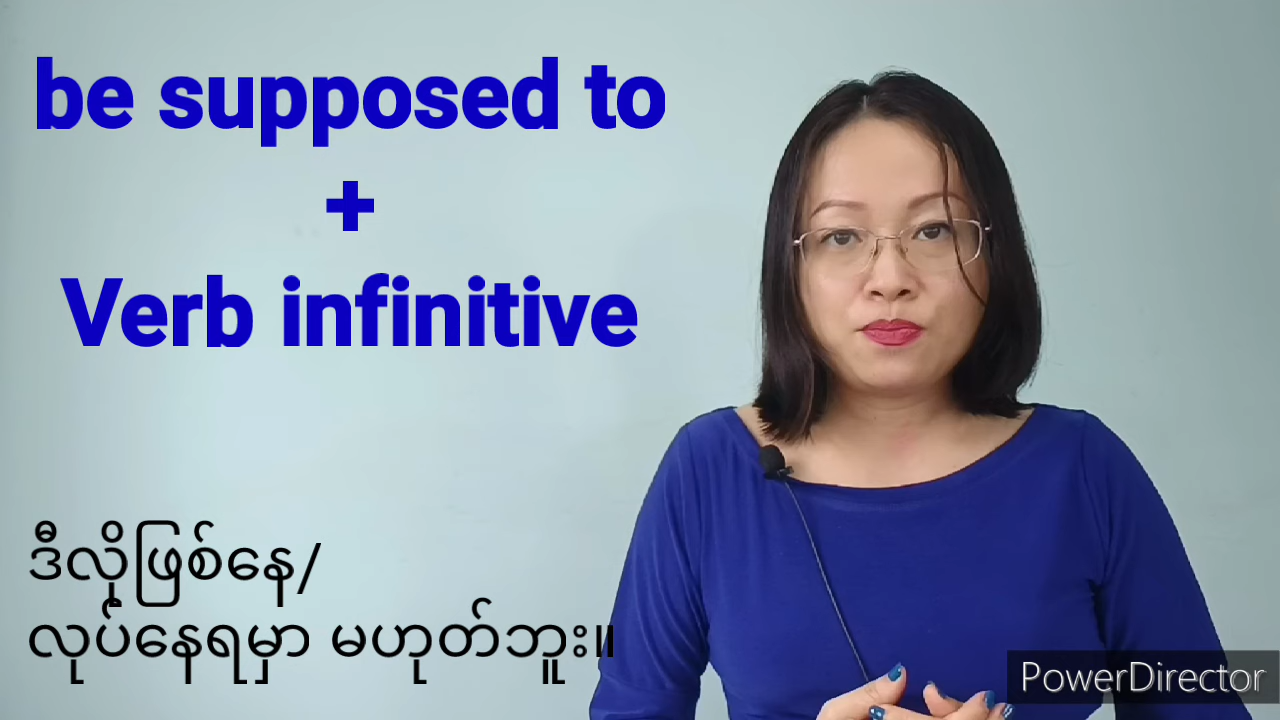 be supposed to
+
Verb infinitive
ဒီလိုဖြစ်နေ/
လုပ်နေရမှာ မဟုတ်ဘူး။
PowerDirector